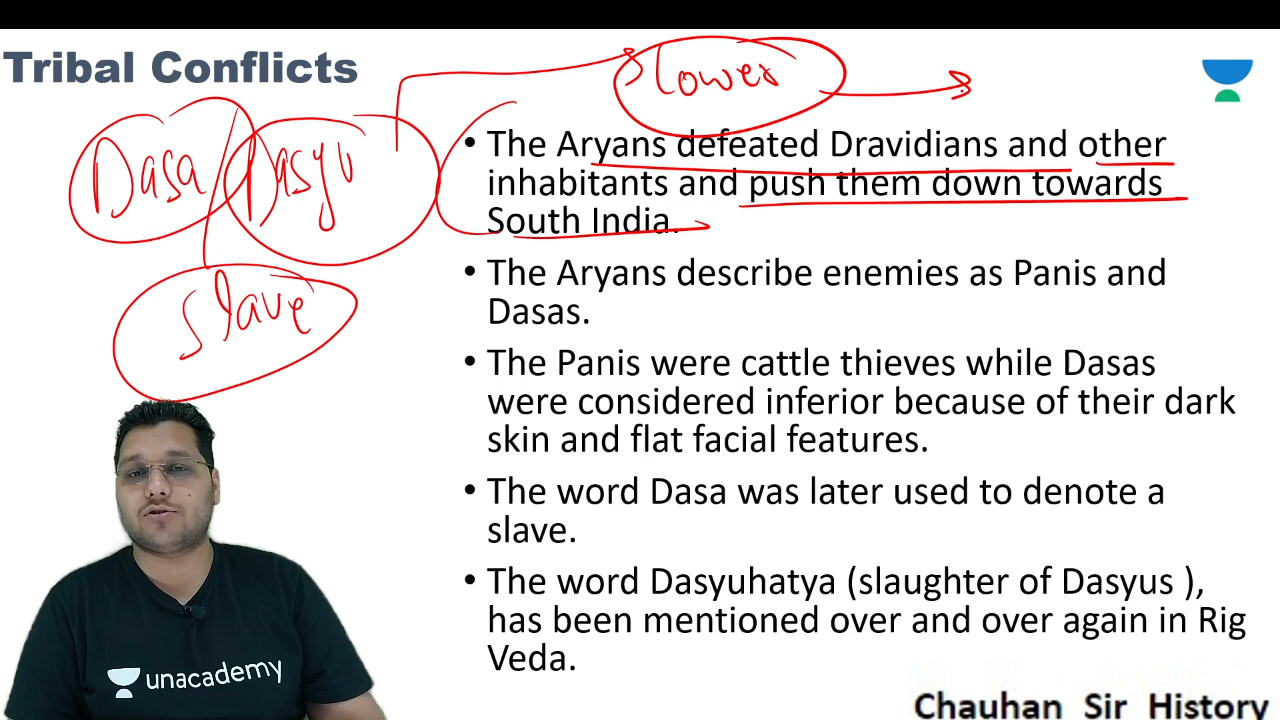 Tribal Conflicts
slower
Dasa
Dasyu
slave
• The Aryans defeated Dravidians and other
inhabitants and push them down towards
South India.
• The Aryans describe enemies as Panis and
Dasas.
• The Panis were cattle thieves while Dasas
were considered inferior because of their dark
skin and flat facial features.
• The word Dasa was later used to denote a
slave.
• The word Dasyuhatya (slaughter of Dasyus ),
has been mentioned over and over again in Rig
Veda.
unacademy
Chauhan Sir History